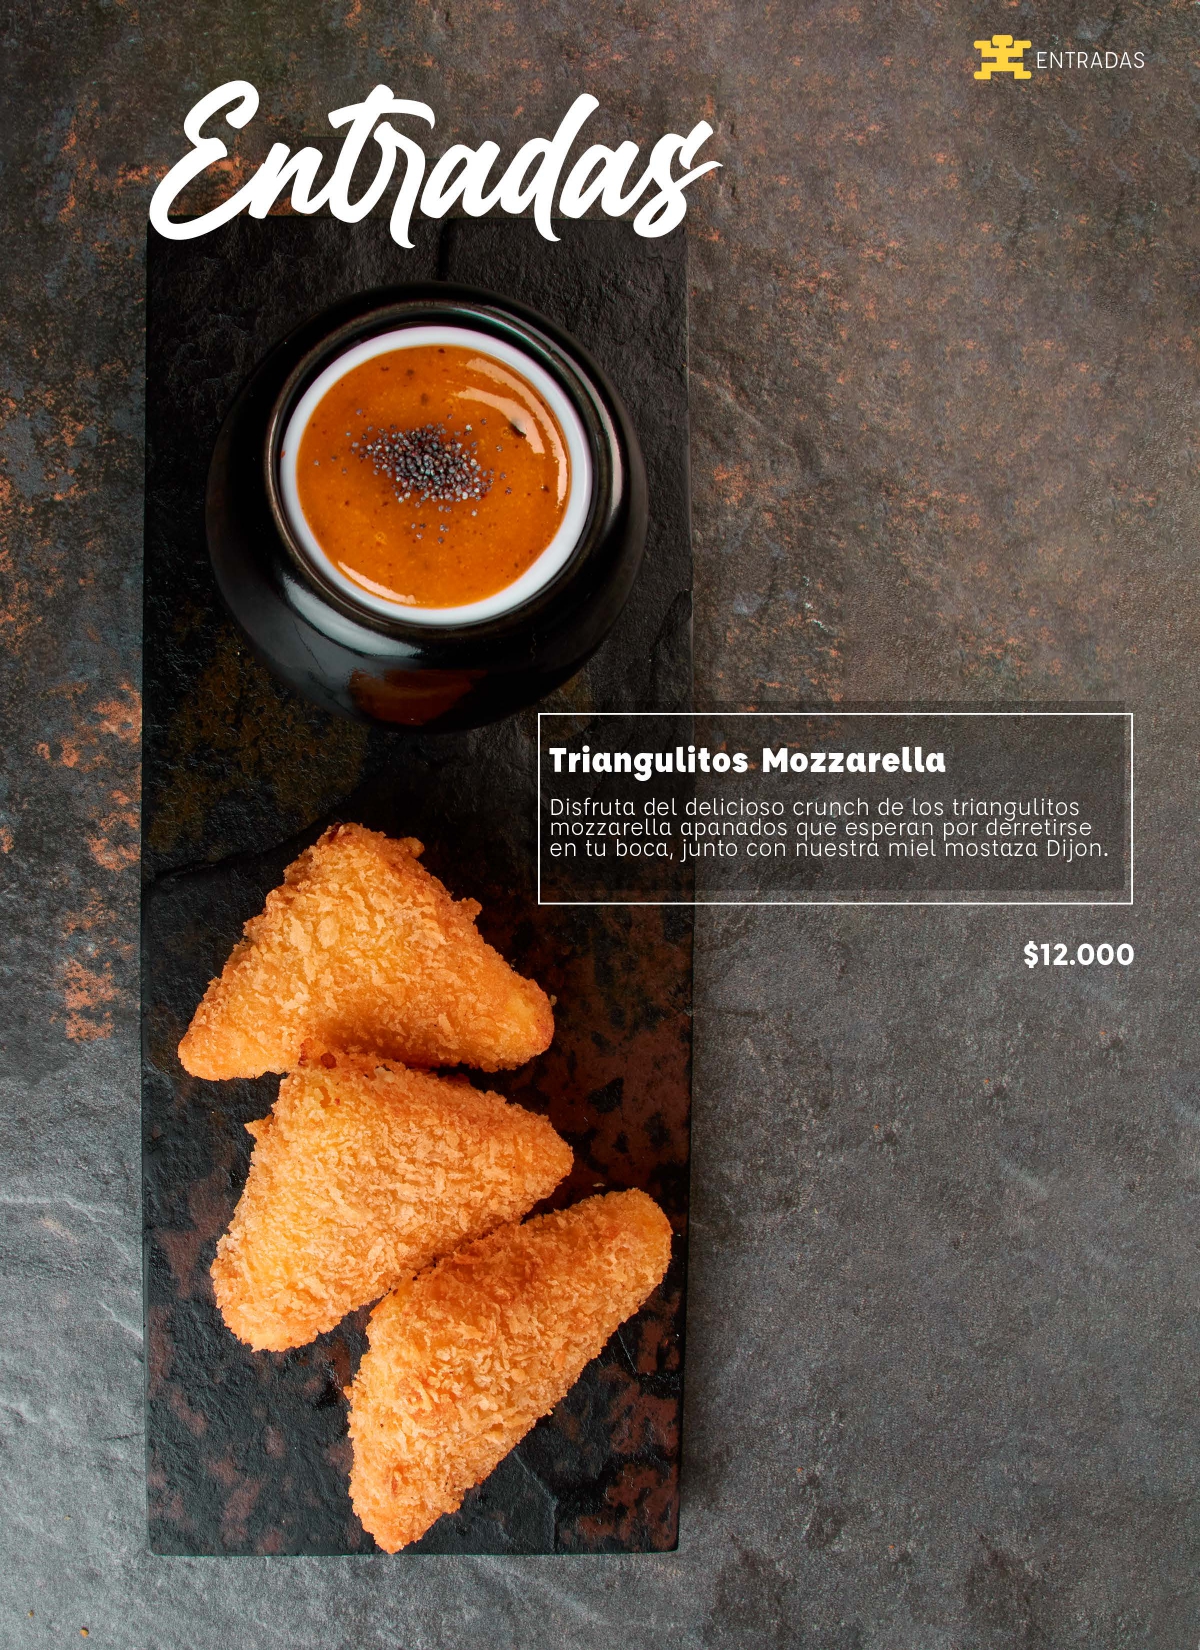 ENTRADAS
Entradas
Triangulitos Mozzarella
Disfruta del delicioso crunch de los triangulitos
mozzarella apanados que esperan por derretirse
en tu boca, junto con nuestra miel mostaza Dijon.
$12.000